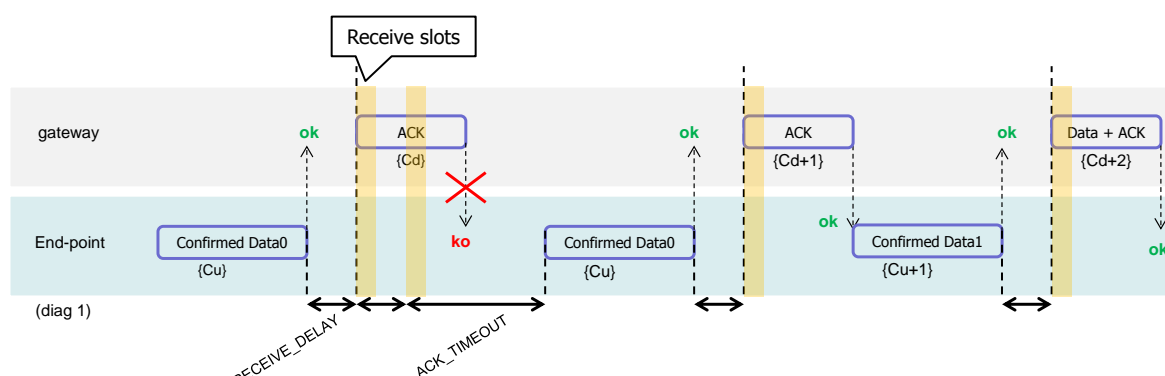 Receive slots
gateway
ok
ACK
{Cd}
ok
ACK
{Cd+1}
ok
Data + ACK
{Cd+2}
End-point
Confirmed Data0
{Cu}
ko
Confirmed Data0
{Cu}
ok
Confirmed Data1
{Cu+1}
ok
(diag 1)
RECEIVE_DELAY
ACK_TIMEOUT